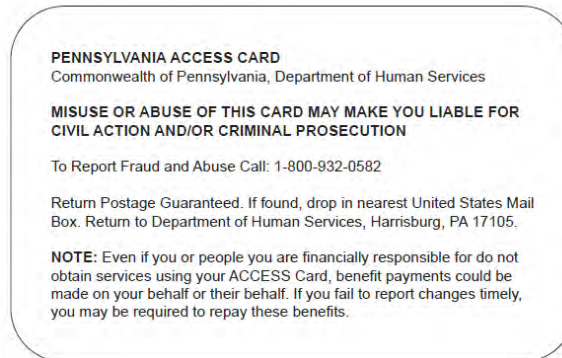 PENNSYLVANIA ACCESS CARD
Commonwealth of Pennsylvania, Department of Human Services
MISUSE OR ABUSE OF THIS CARD MAY MAKE YOU LIABLE FOR
CIVIL ACTION AND/OR CRIMINAL PROSECUTION
To Report Fraud and Abuse Call: 1-800-932-0582
Return Postage Guaranteed. If found, drop in nearest United States Mail
Box. Return to Department of Human Services, Harrisburg, PA 17105.
NOTE: Even if you or people you are financially responsible for do not
obtain services using your ACCESS Card, benefit payments could be
made on your behalf or their behalf. If you fail to report changes timely,
you may be required to repay these benefits.